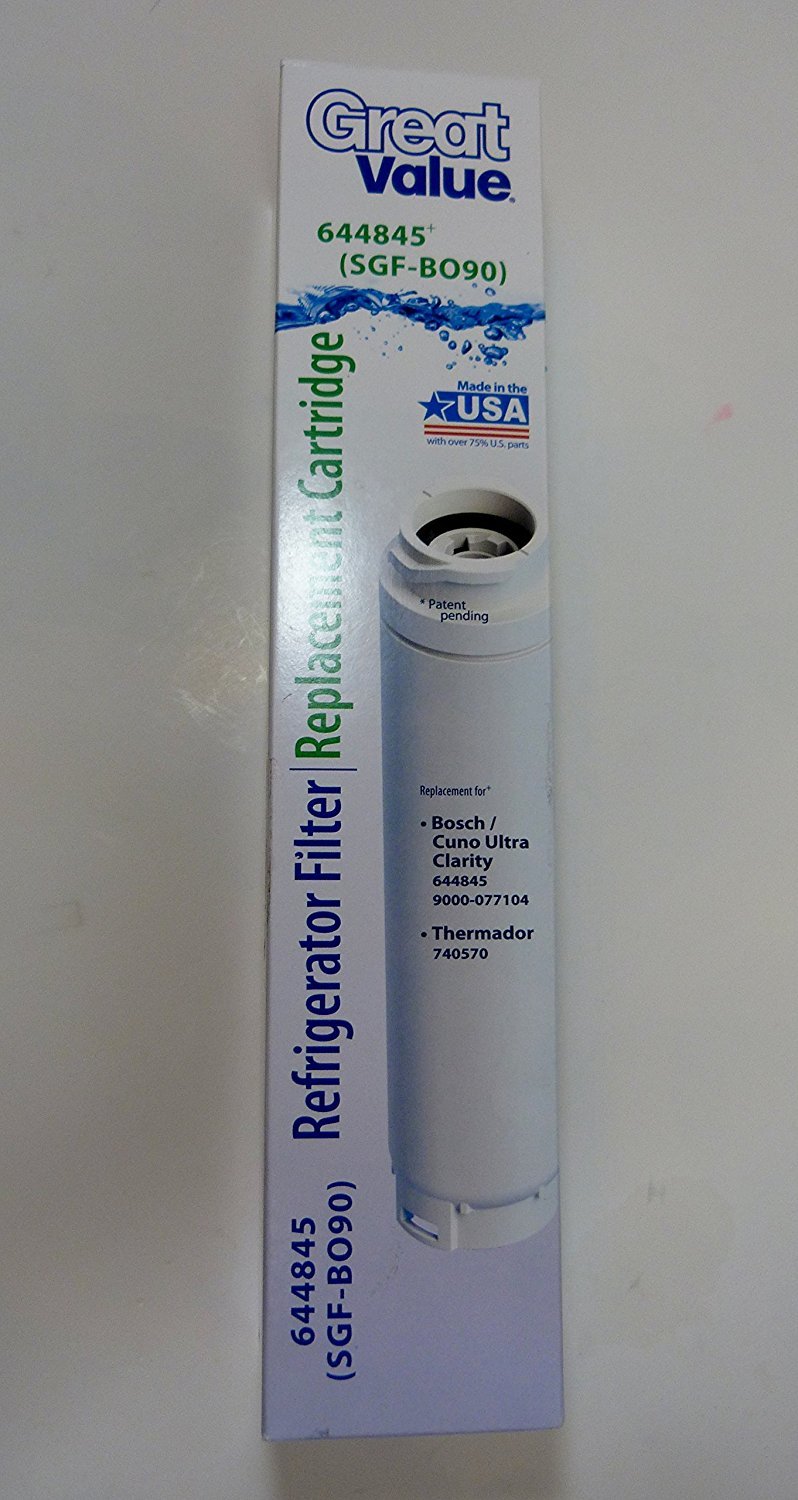 Great
Value®
644845+
(SGF-BO90)
Made in the
USA
with over 75% U.S. parts
* Patent
pending
Replacement for+
• Bosch /
Cuno Ultra
Clarity
644845
9000-077104
• Thermador
740570
Refrigerator Filter | Replacement Cartridge
644845
(SGF-BO90)